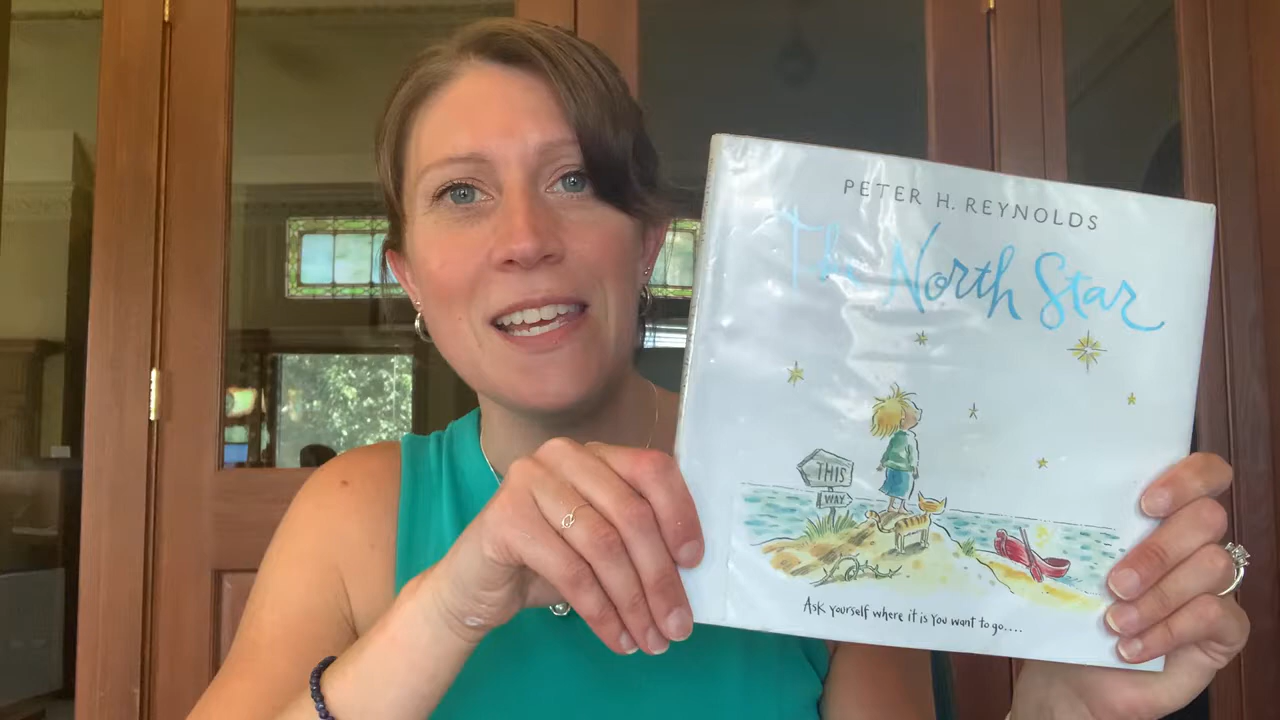 PETER H. REYNOLDS
The North Star
THIS
WAY
Ask yourself where it is you want to go....